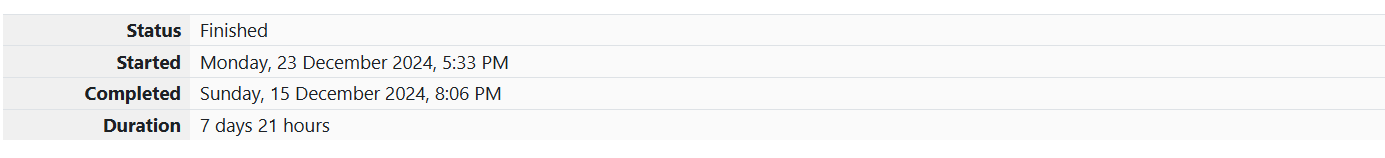 Status Finished
Started Monday, 23 December 2024, 5:33 PM
Completed Sunday, 15 December 2024, 8:06 PM
Duration 7 days 21 hours